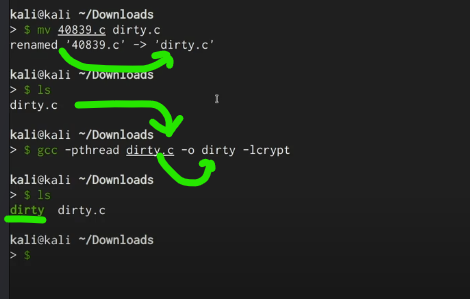 kali@kali ~/Downloads
> $ mv 40839.c dirty.c
renamed '40839.c' -> 'dirty.c'
kali@kali ~/Downloads
> $ ls
dirty.c
kali@kali ~/Downloads
> $ gcc -pthread dirty.c -o dirty -lcrypt
kali@kali ~/Downloads
> $ ls
dirty  dirty.c
kali@kali ~/Downloads
> $